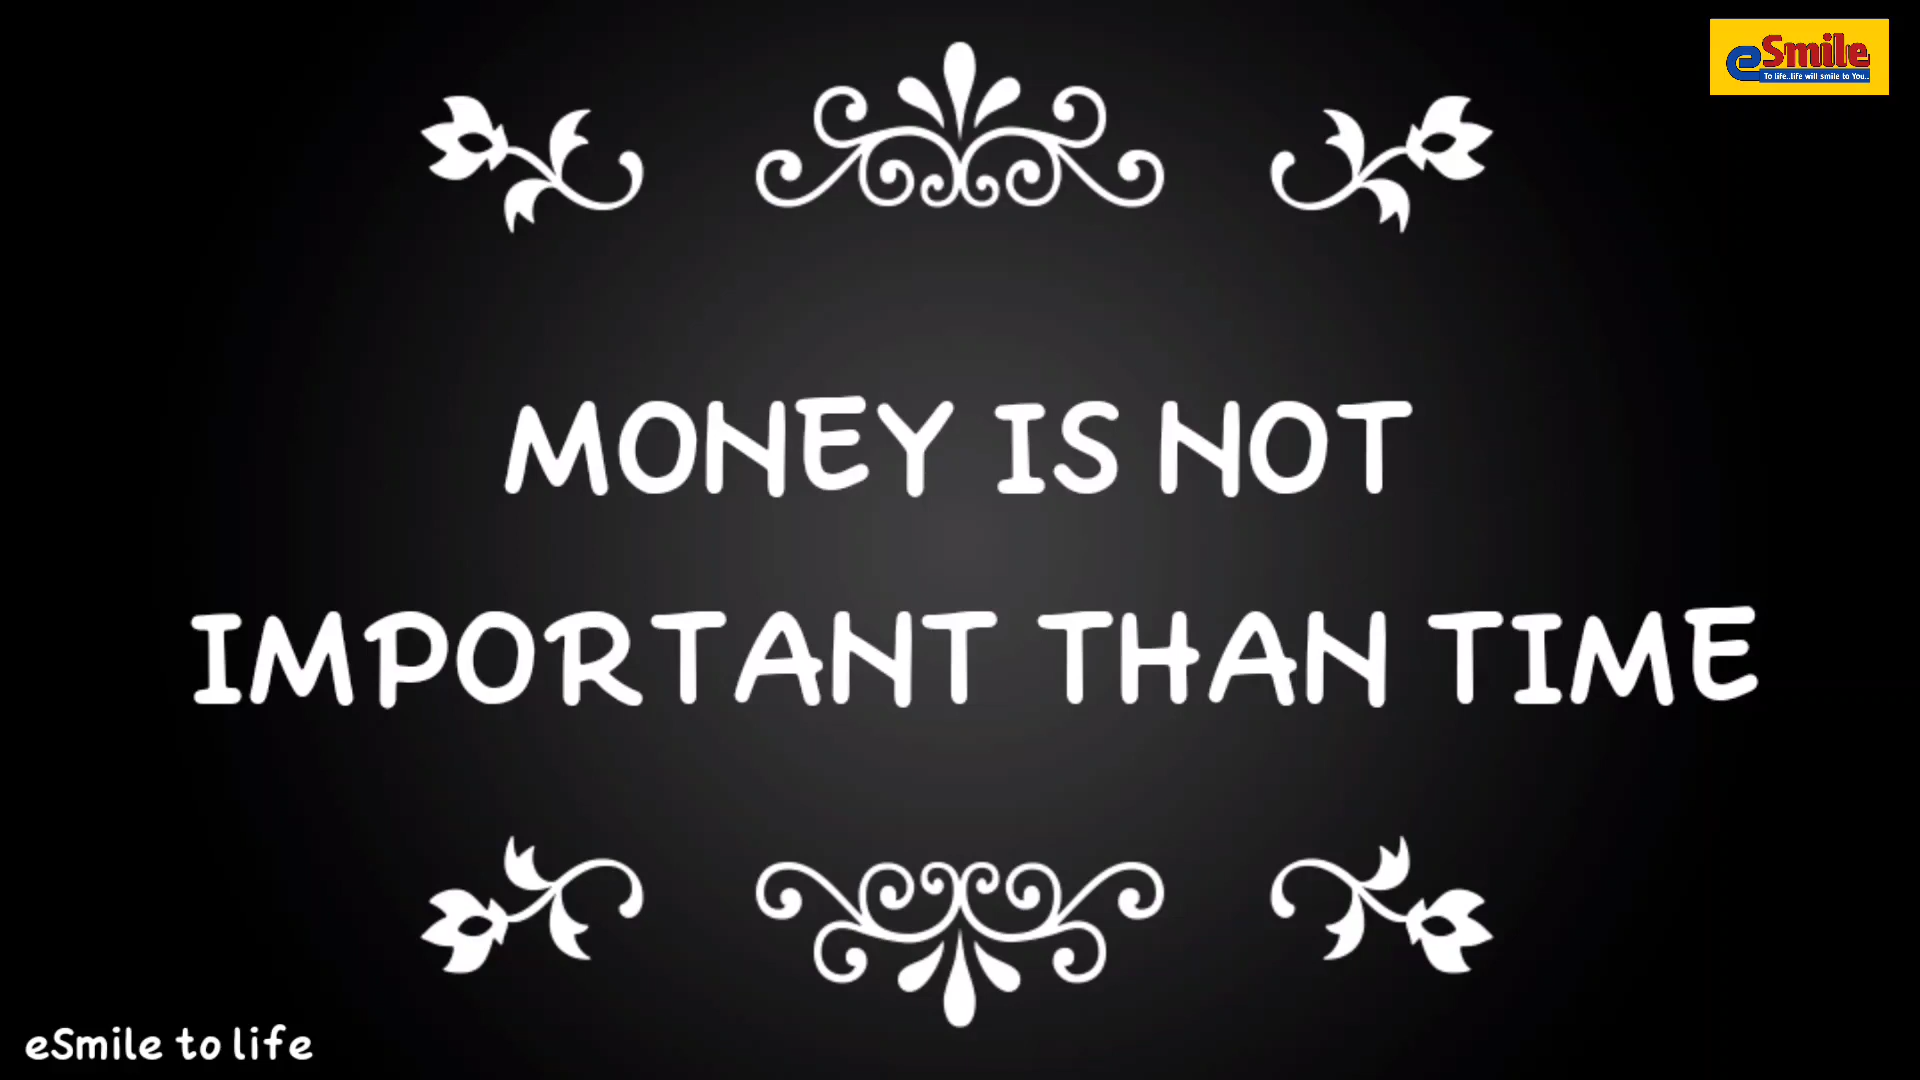 eSmile
To life..life will smile to You..
MONEY IS NOT
IMPORTANT THAN TIME
eSmile to life